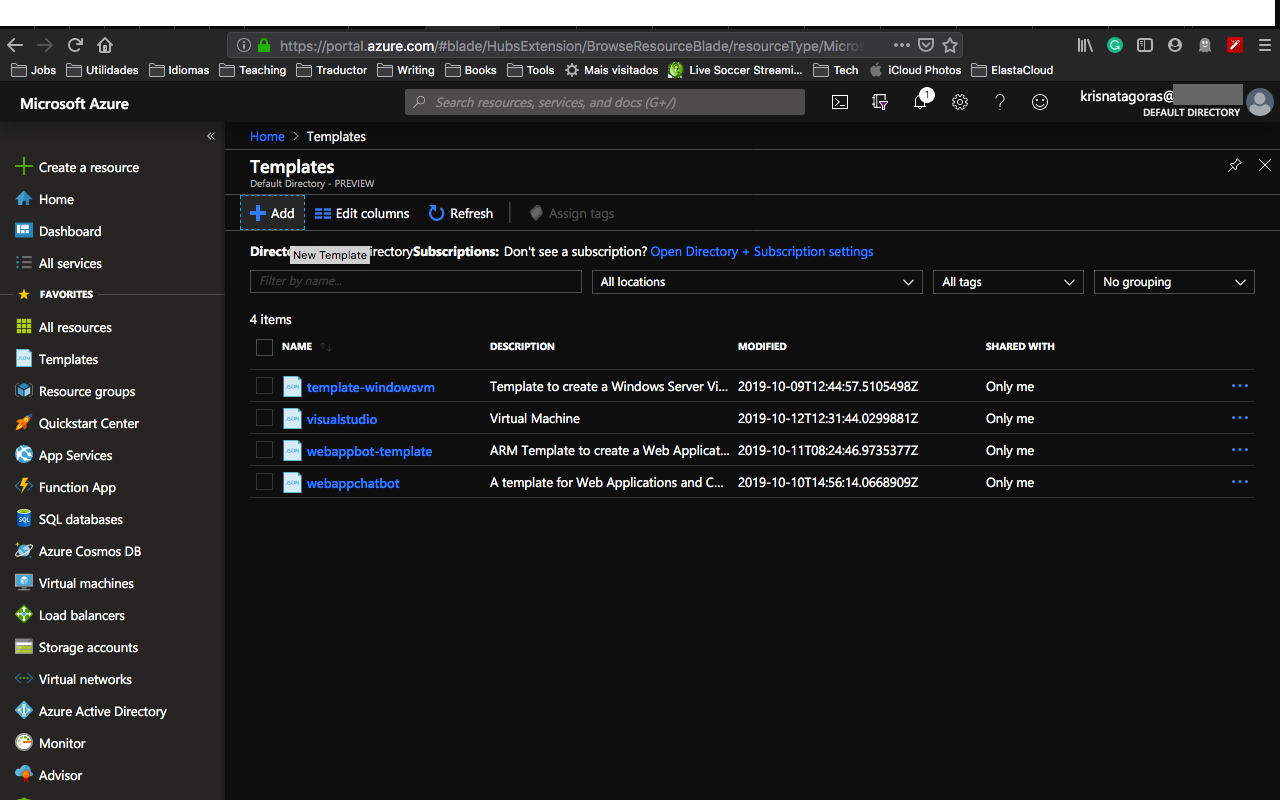 https://portal.azure.com/#blade/HubsExtension/BrowseResourceBlade/resourceType/Micro
Jobs Utilidades Idiomas Teaching Traductor Writing Books Tools Mais visitados Live Soccer Streami... Tech iCloud Photos ElastaCloud
Microsoft Azure
Search resources, services, and docs (G+/)
1
krisnatagoras@
DEFAULT DIRECTORY
«
Create a resource
Home
Dashboard
All services
FAVORITES
All resources
Templates
Resource groups
Quickstart Center
App Services
Function App
SQL databases
Azure Cosmos DB
Virtual machines
Load balancers
Storage accounts
Virtual networks
Azure Active Directory
Monitor
Advisor
Home > Templates
Templates
Default Directory - PREVIEW
Add Edit columns Refresh Assign tags
Directo irectorySubscriptions: Don't see a subscription? Open Directory + Subscription settings
New Template
Filter by name... All locations All tags No grouping
4 items
NAME DESCRIPTION MODIFIED SHARED WITH
template-windowsvm Template to create a Windows Server Vi... 2019-10-09T12:44:57.5105498Z Only me
visualstudio Virtual Machine 2019-10-12T12:31:44.0299881Z Only me
webappbot-template ARM Template to create a Web Applicat... 2019-10-11T08:24:46.9735377Z Only me
webappchatbot A template for Web Applications and C... 2019-10-10T14:56:14.0668909Z Only me